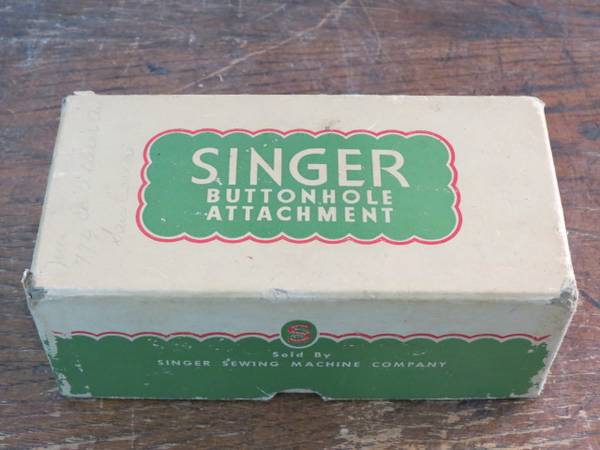 SINGER
BUTTONHOLE
ATTACHMENT
S
Sold By
SINGER SEWING MACHINE COMPANY